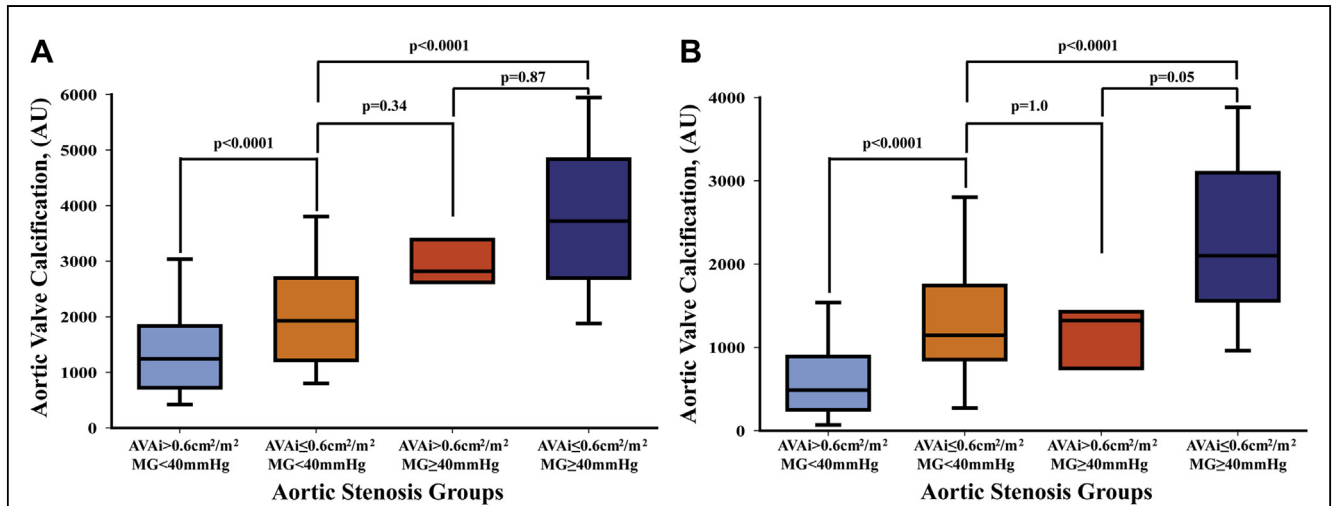 A
p<0.0001
p=0.87
p=0.34
p<0.0001
Aortic Valve Calcification, (AU)
6000
5000
4000
3000
2000
1000
0
AVAi>0.6cm²/m² AVAi≤0.6cm²/m² AVAi>0.6cm²/m² AVAi≤0.6cm²/m²
MG<40mmHg MG<40mmHg MG≥40mmHg MG≥40mmHg
Aortic Stenosis Groups
B
p<0.0001
p=0.05
p=1.0
p<0.0001
Aortic Valve Calcification, (AU)
4000
3000
2000
1000
0
AVAi>0.6cm²/m² AVAi≤0.6cm²/m² AVAi>0.6cm²/m² AVAi≤0.6cm²/m²
MG<40mmHg MG<40mmHg MG≥40mmHg MG≥40mmHg
Aortic Stenosis Groups